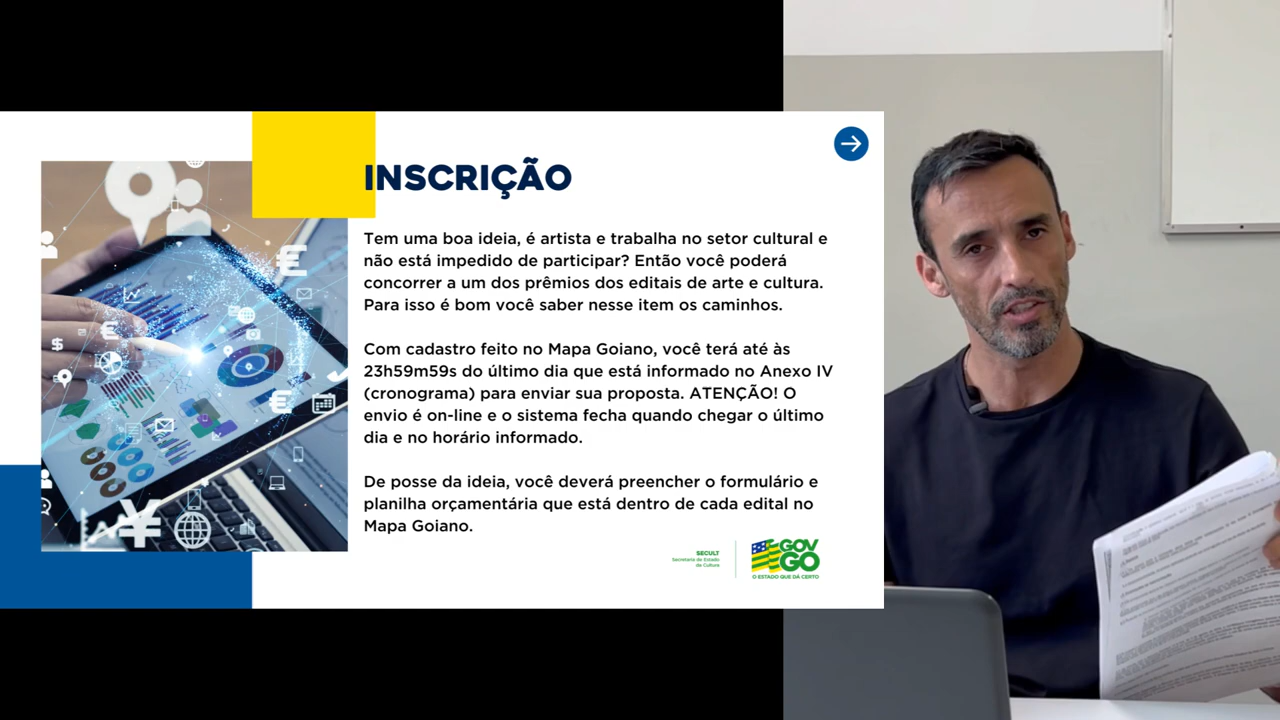 INSCRIÇÃO
Tem uma boa ideia, é artista e trabalha no setor cultural e
não está impedido de participar? Então você poderá
concorrer a um dos prêmios dos editais de arte e cultura.
Para isso é bom você saber nesse item os caminhos.
Com cadastro feito no Mapa Goiano, você terá até às
23h59m59s do último dia que está informado no Anexo IV
(cronograma) para enviar sua proposta. ATENÇÃO! O
envio é on-line e o sistema fecha quando chegar o último
dia e no horário informado.
De posse da ideia, você deverá preencher o formulário e
planilha orçamentária que está dentro de cada edital no
Mapa Goiano.
SECULT
Secretaria de Estado
da Cultura
GOV
GO
O ESTADO QUE DÁ CERTO